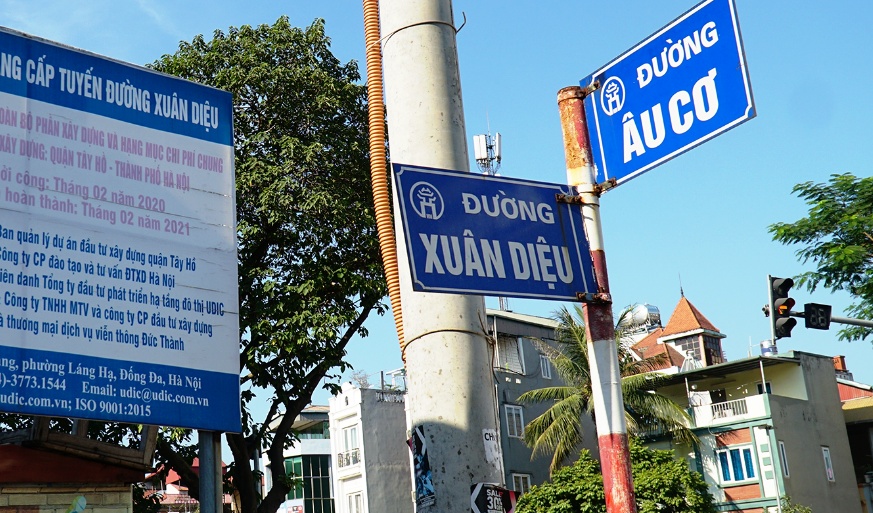 NG CẤP TUYẾN ĐƯỜNG XUÂN DIỆU
OÀN BỘ PHẦN XÂY DỰNG VÀ HẠNG MỤC CHI PHÍ CHUNG
XÂY DỰNG: QUẬN TÂY HỒ - THÀNH PHỐ HÀ NỘI
ởi công: Tháng 02 năm 2020
hoàn thành: Tháng 02 năm 2021
Ban quản lý dự án đầu tư xây dựng quận Tây Hồ
Công ty CP đào tạo và tư vấn ĐTXD Hà Nội
iên danh Tổng đầu tư phát triển hạ tầng đô thị UDIC
Công ty TNHH MTV và công ty CP đầu tư xây dựng
à thương mại dịch vụ viễn thông Đức Thành
ng, phường Láng Hạ, Đống Đa, Hà Nội
4)-3773.1544 Email: udic@udic.com.vn
udic.com.vn; ISO 9001:2015
ĐƯỜNG
XUÂN DIỆU
ĐƯỜNG
ÂU CƠ
CH
SALE
30